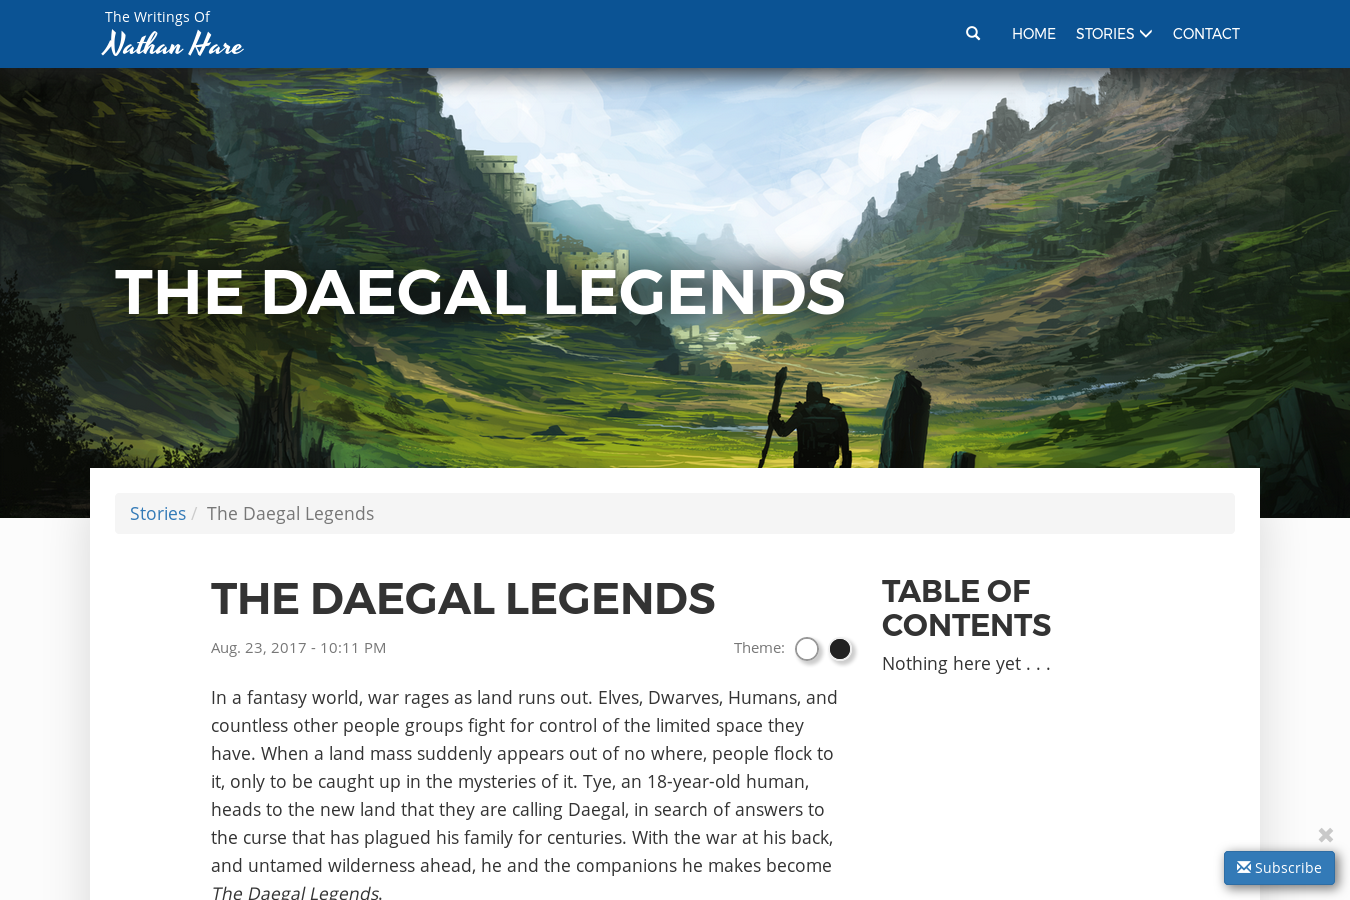 The Writings Of
Nathan Hare
HOME STORIES CONTACT
THE DAEGAL LEGENDS
Stories / The Daegal Legends
THE DAEGAL LEGENDS
Aug. 23, 2017 - 10:11 PM
Theme:
In a fantasy world, war rages as land runs out. Elves, Dwarves, Humans, and
countless other people groups fight for control of the limited space they
have. When a land mass suddenly appears out of no where, people flock to
it, only to be caught up in the mysteries of it. Tye, an 18-year-old human,
heads to the new land that they are calling Daegal, in search of answers to
the curse that has plagued his family for centuries. With the war at his back,
and untamed wilderness ahead, he and the companions he makes become
The Daegal Legends.
TABLE OF
CONTENTS
Nothing here yet . . .
Subscribe